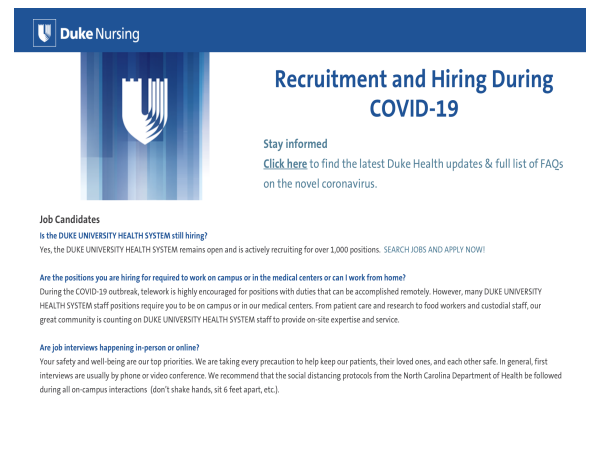 Duke Nursing
Recruitment and Hiring During
COVID-19
Stay informed
Click here to find the latest Duke Health updates & full list of FAQs
on the novel coronavirus.
Job Candidates
Is the DUKE UNIVERSITY HEALTH SYSTEM still hiring?
Yes, the DUKE UNIVERSITY HEALTH SYSTEM remains open and is actively recruiting for over 1,000 positions. SEARCH JOBS AND APPLY NOW!
Are the positions you are hiring for required to work on campus or in the medical centers or can I work from home?
During the COVID-19 outbreak, telework is highly encouraged for positions with duties that can be accomplished remotely. However, many DUKE UNIVERSITY
HEALTH SYSTEM staff positions require you to be on campus or in our medical centers. From patient care and research to food workers and custodial staff, our
great community is counting on DUKE UNIVERSITY HEALTH SYSTEM staff to provide on-site expertise and service.
Are job interviews happening in-person or online?
Your safety and well-being are our top priorities. We are taking every precaution to help keep our patients, their loved ones, and each other safe. In general, first
interviews are usually by phone or video conference. We recommend that the social distancing protocols from the North Carolina Department of Health be followed
during all on-campus interactions (don't shake hands, sit 6 feet apart, etc.).